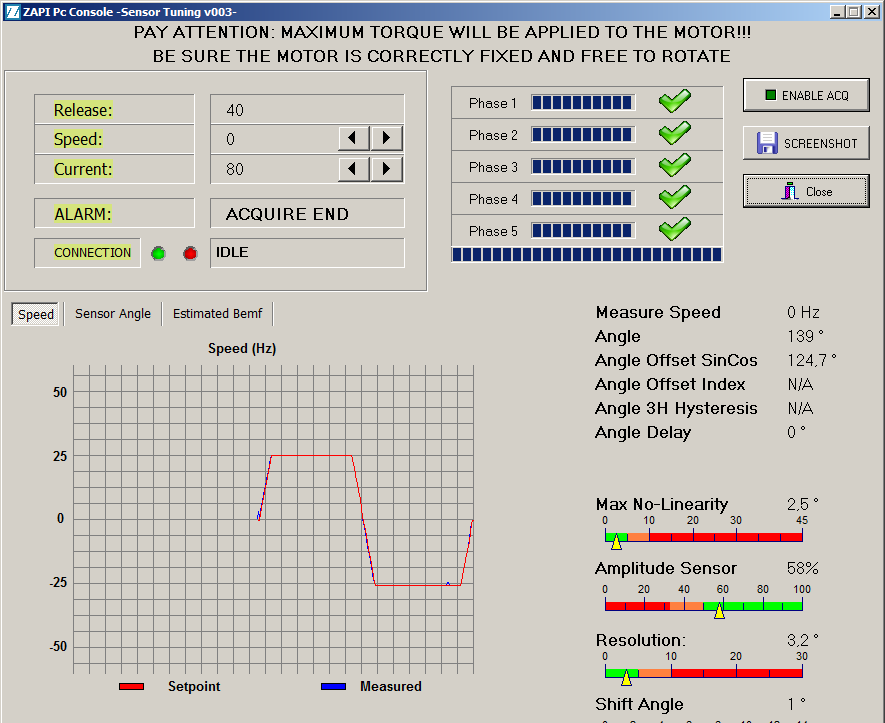 ZAPI Pc Console -Sensor Tuning v003-
PAY ATTENTION: MAXIMUM TORQUE WILL BE APPLIED TO THE MOTOR!!!
BE SURE THE MOTOR IS CORRECTLY FIXED AND FREE TO ROTATE
Release: 40
Speed: 0
Current: 80
ALARM: ACQUIRE END
CONNECTION IDLE
Phase 1
Phase 2
Phase 3
Phase 4
Phase 5
ENABLE ACQ
SCREENSHOT
Close
Speed Sensor Angle Estimated Bemf
Speed (Hz)
50
25
0
-25
-50
Setpoint Measured
Measure Speed 0 Hz
Angle 139 °
Angle Offset SinCos 124,7 °
Angle Offset Index N/A
Angle 3H Hysteresis N/A
Angle Delay 0 °
Max No-Linearity 2,5 °
0 10 20 30 45
Amplitude Sensor 58%
0 20 40 60 80 100
Resolution: 3,2 °
0 10 20 30
Shift Angle 1 °